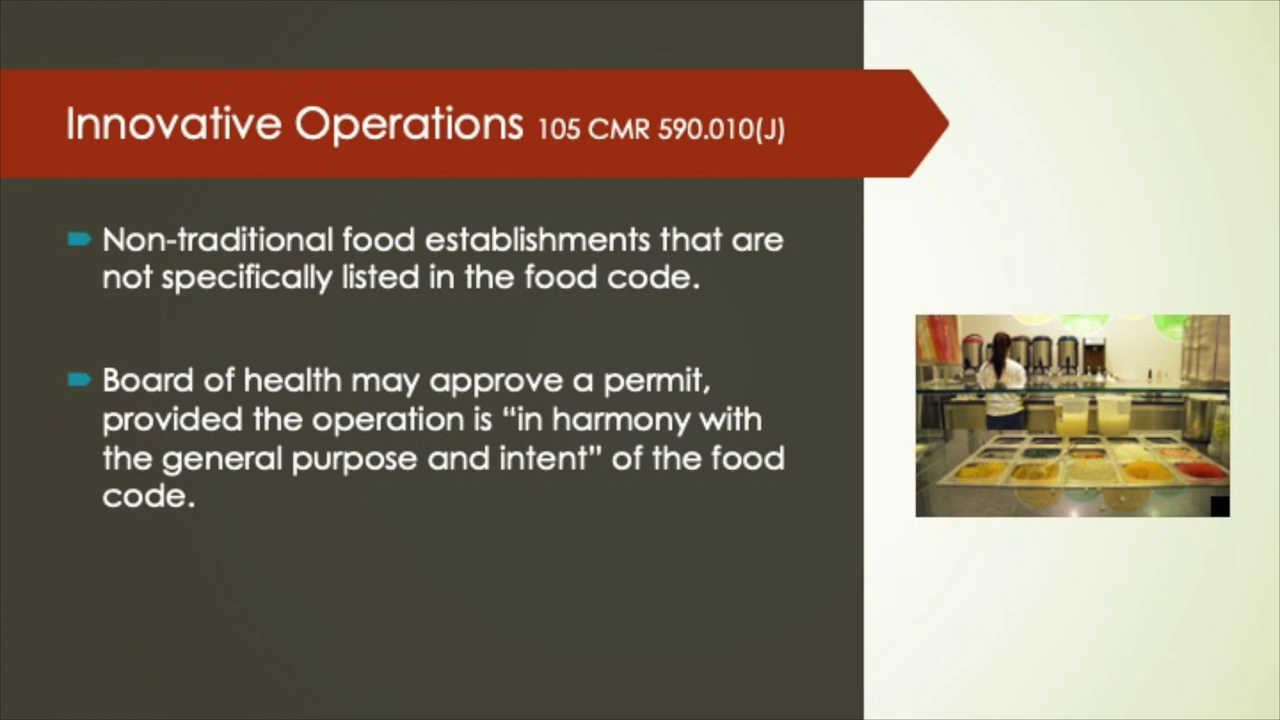 Innovative Operations 105 CMR 590.010(J)
Non-traditional food establishments that are
not specifically listed in the food code.
Board of health may approve a permit,
provided the operation is “in harmony with
the general purpose and intent” of the food
code.